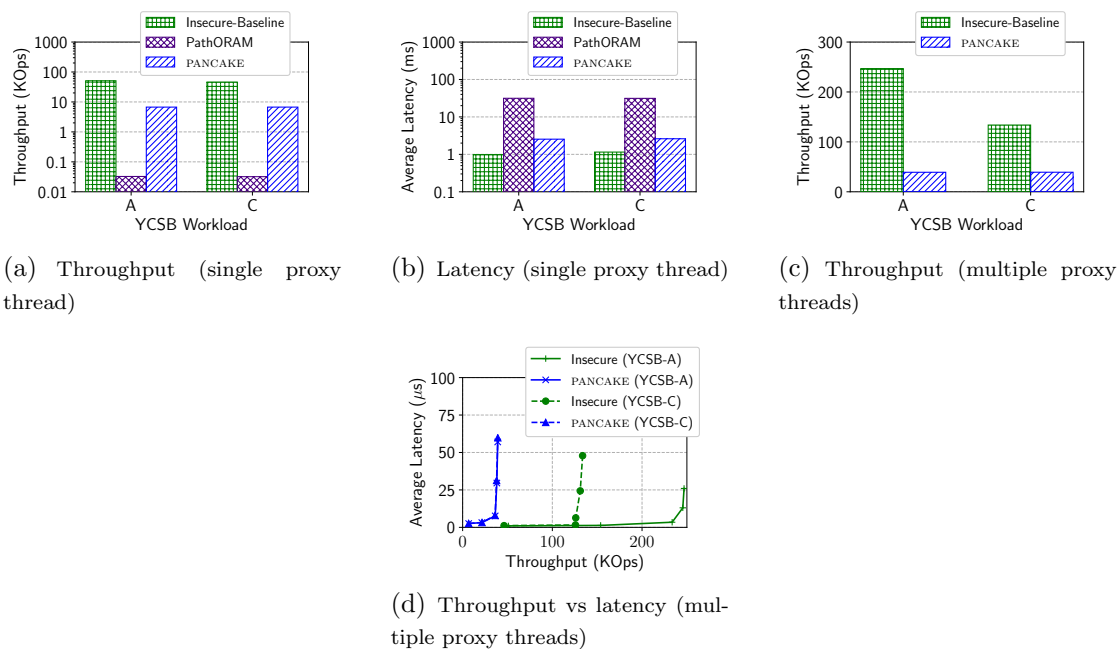 Insecure-Baseline
PathORAM
PANCAKE
1000
100
10
1
0.1
0.01
Throughput (KOps)
A
C
YCSB Workload
(a) Throughput (single proxy
thread)
Insecure-Baseline
PathORAM
PANCAKE
1000
100
10
1
0.1
Average Latency (ms)
A
C
YCSB Workload
(b) Latency (single proxy thread)
Insecure-Baseline
PANCAKE
300
200
100
0
Throughput (KOps)
A
C
YCSB Workload
(c) Throughput (multiple proxy
threads)
Insecure (YCSB-A)
PANCAKE (YCSB-A)
Insecure (YCSB-C)
PANCAKE (YCSB-C)
100
75
50
25
0
Average Latency (μs)
0
100
200
Throughput (KOps)
(d) Throughput vs latency (mul-
tiple proxy threads)